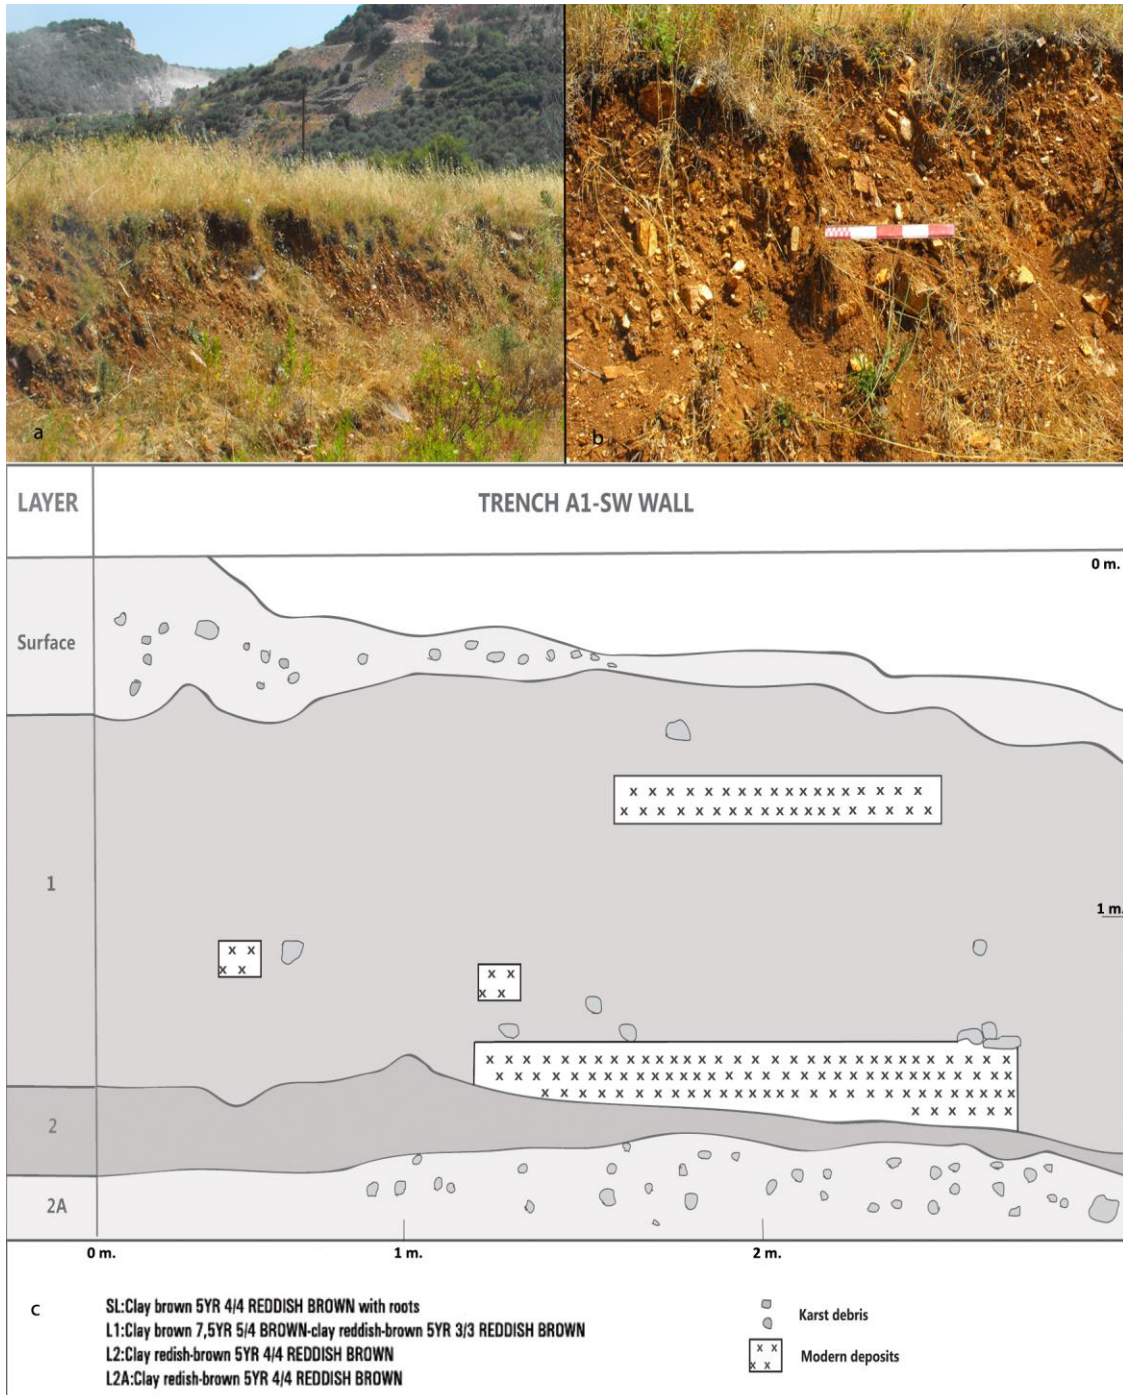 a
b
LAYER
TRENCH A1-SW WALL
0 m.
Surface
1
1 m.
2
2A
0 m.
1 m.
2 m.
c
SL:Clay brown 5YR 4/4 REDDISH BROWN with roots
L1:Clay brown 7,5YR 5/4 BROWN-clay reddish-brown 5YR 3/3 REDDISH BROWN
L2:Clay redish-brown 5YR 4/4 REDDISH BROWN
L2A:Clay redish-brown 5YR 4/4 REDDISH BROWN
Karst debris
Modern deposits